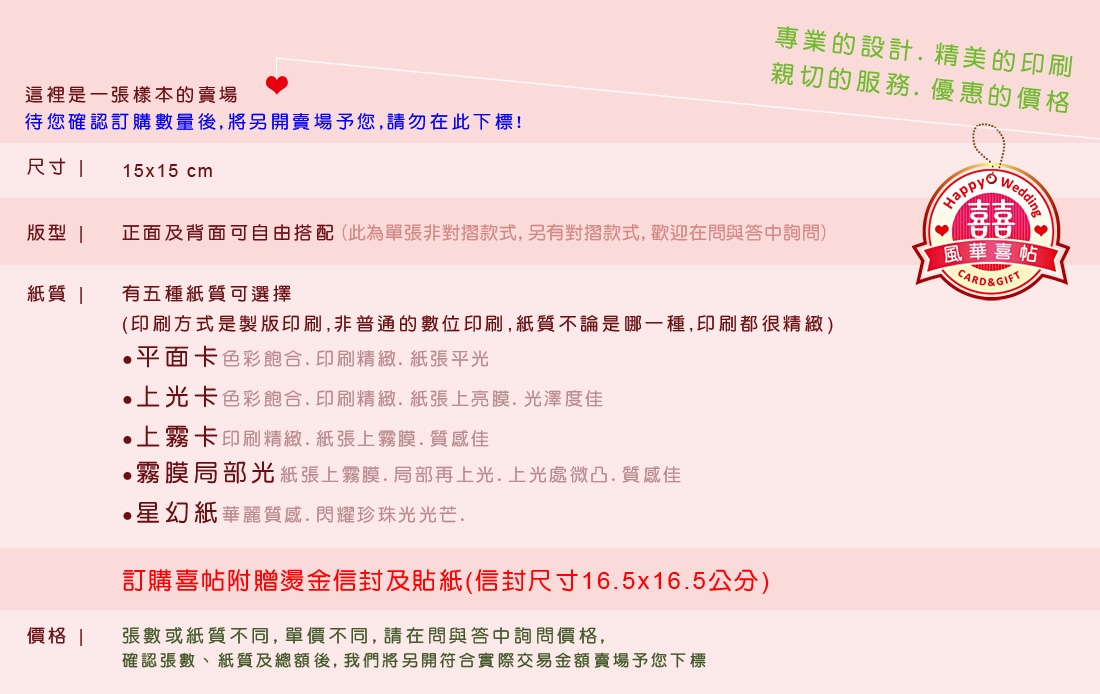 專業的設計.精美的印刷
親切的服務.優惠的價格
這裡是一張樣本的賣場
待您確認訂購數量後,將另開賣場予您,請勿在此下標!
尺寸 | 15x15 cm
Happy Wedding
囍
風華喜帖
CARD&GIFT
版型 | 正面及背面可自由搭配(此為單張非對摺款式,另有對摺款式,歡迎在問與答中詢問)
紙質 | 有五種紙質可選擇
(印刷方式是製版印刷,非普通的數位印刷,紙質不論是哪一種,印刷都很精緻)
●平面卡色彩飽合.印刷精緻.紙張平光
●上光卡色彩飽合.印刷精緻.紙張上亮膜.光澤度佳
●上霧卡印刷精緻.紙張上霧膜.質感佳
●霧膜局部光紙張上霧膜.局部再上光.上光處微凸.質感佳
●星幻紙華麗質感.閃耀珍珠光光芒.
訂購喜帖附贈燙金信封及貼紙(信封尺寸16.5x16.5公分)
價格 | 張數或紙質不同,單價不同,請在問與答中詢問價格,
確認張數、紙質及總額後,我們將另開符合實際交易金額賣場予您下標